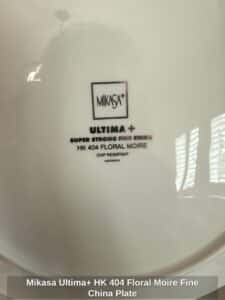 MIKASA
ULTIMA +
SUPER STRONG FINE CHINA
HK 404 FLORAL MOIRE
CHIP RESISTANT
Mikasa Ultima+ HK 404 Floral Moire Fine
China Plate